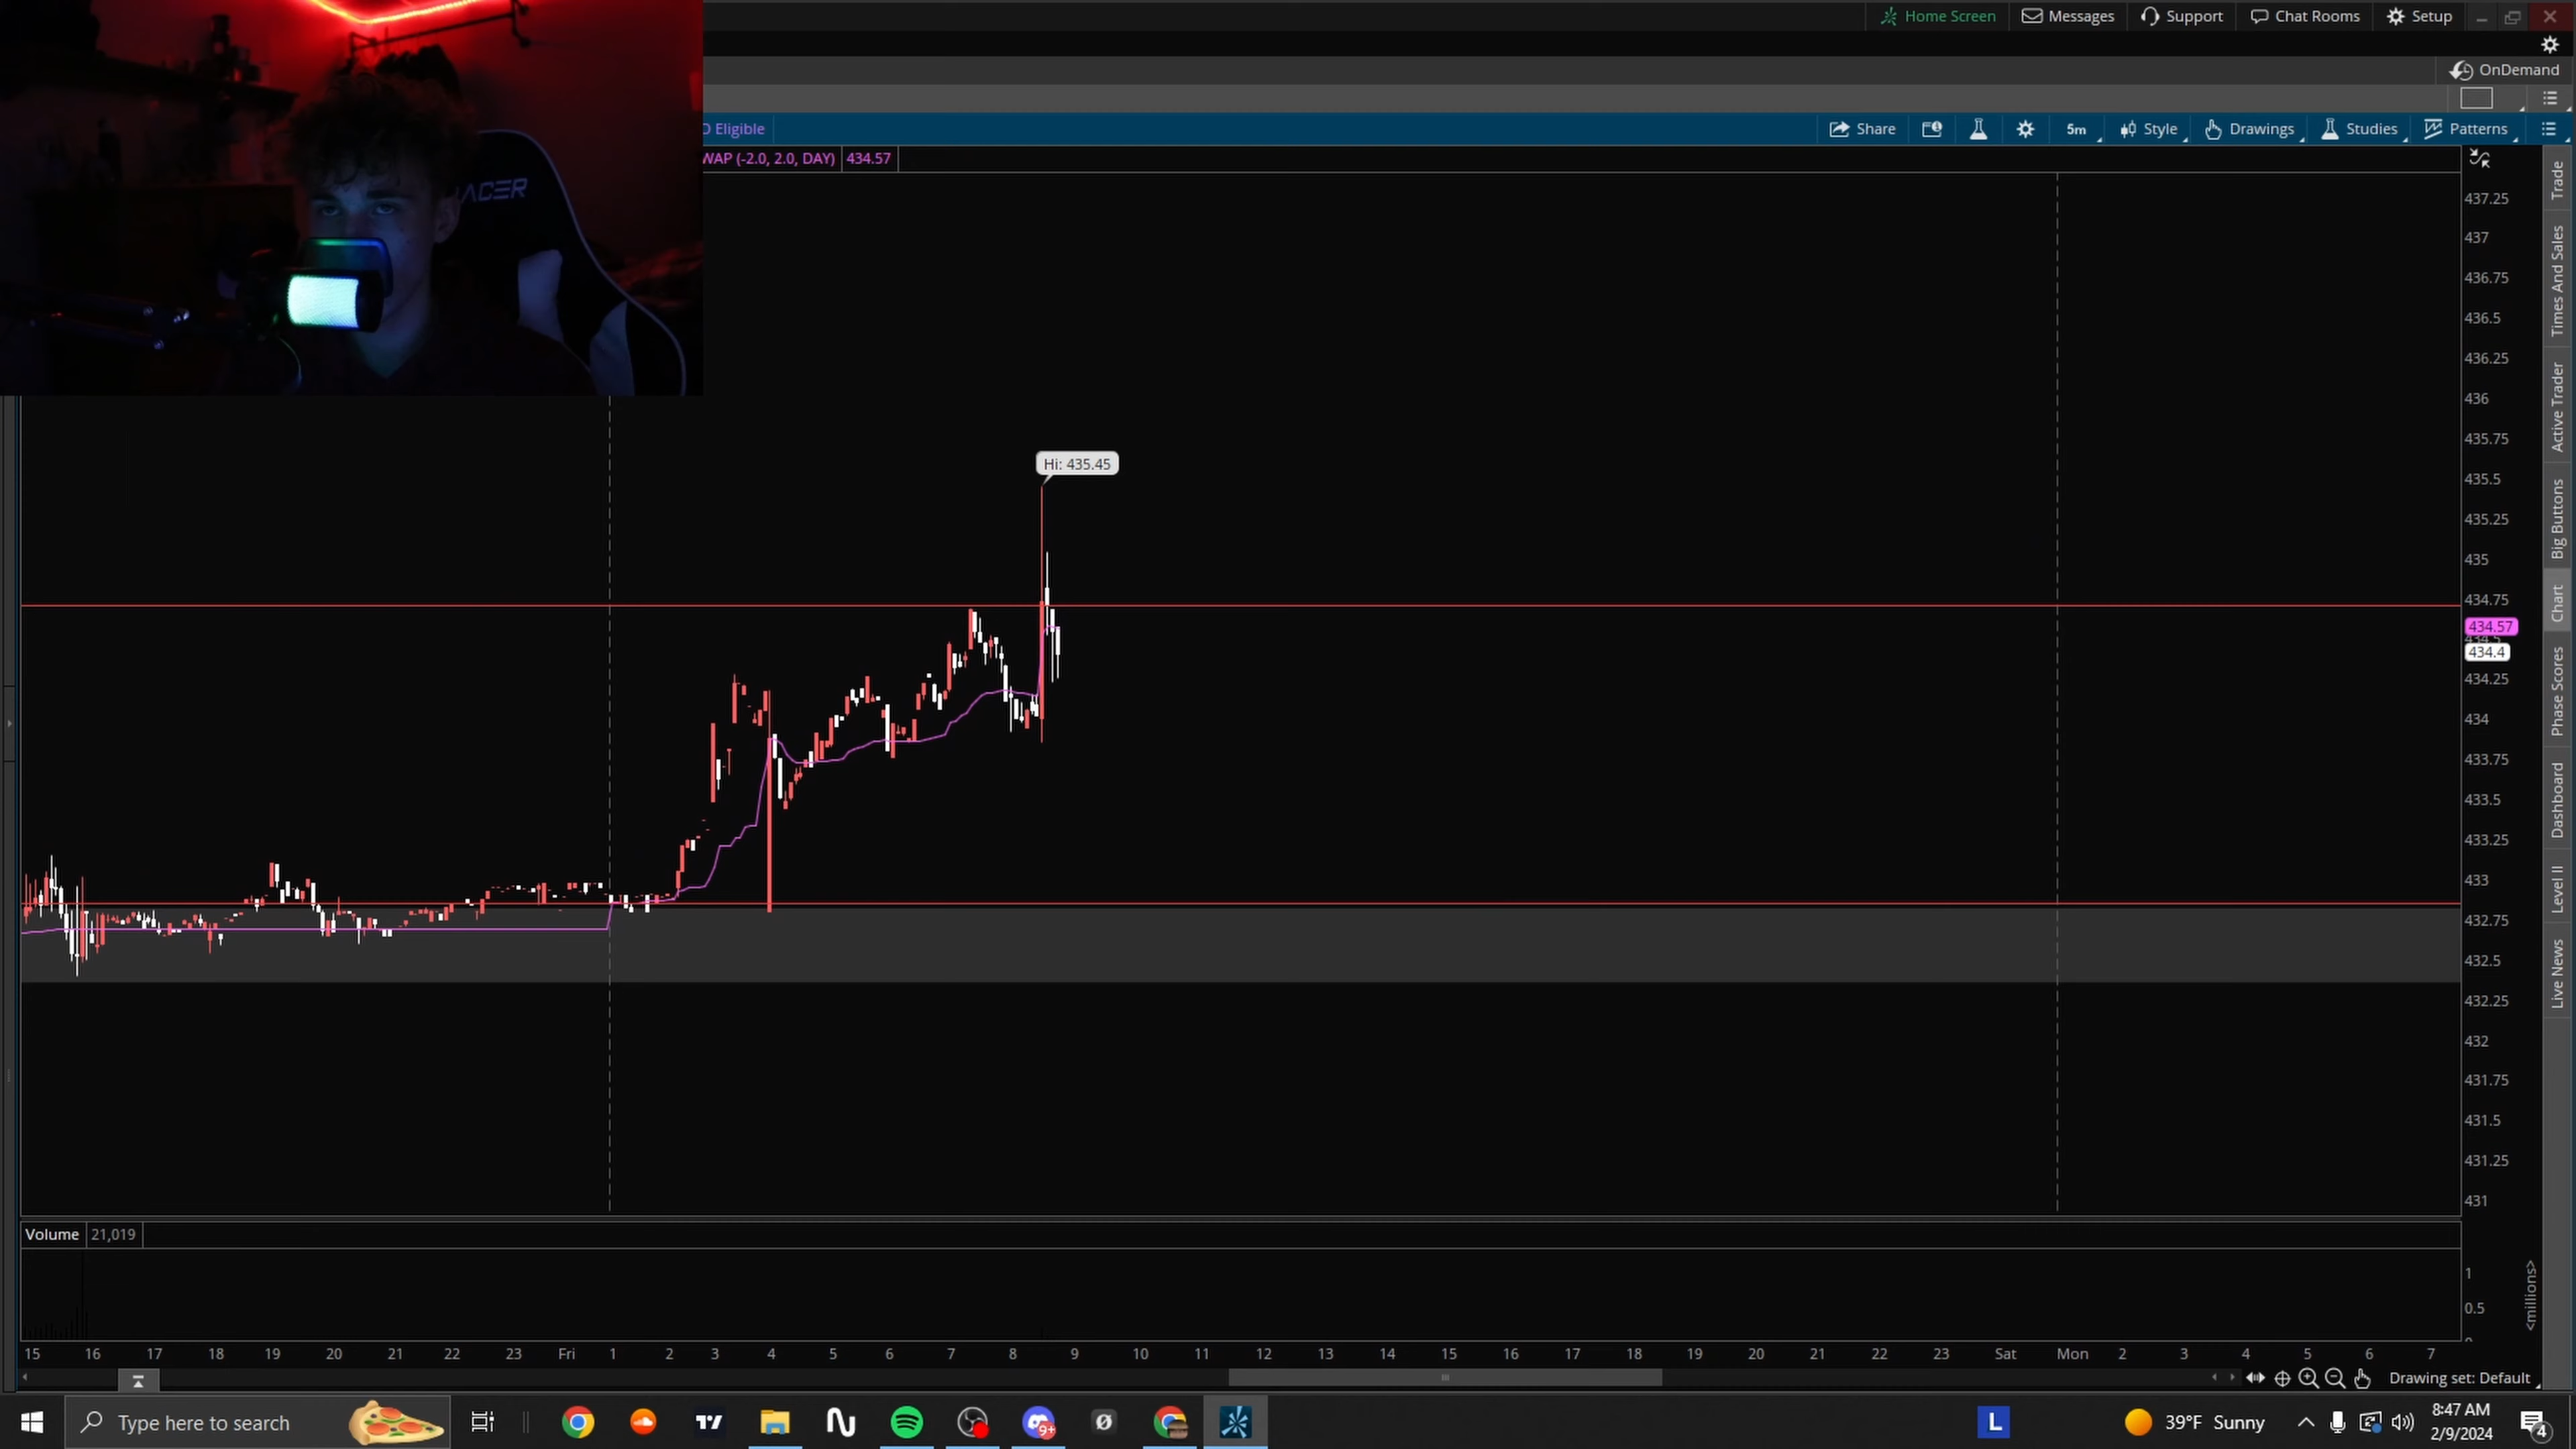 Home Screen
Messages
Support
Chat Rooms
Setup
OnDemand
D Eligible
Share
5m
Style
Drawings
Studies
Patterns
WAP (-2.0, 2.0, DAY)
434.57
ACER
437.25
437
436.75
436.5
436.25
436
435.75
435.5
435.25
435
434.75
434.57
434.4
434.25
434
433.75
433.5
433.25
433
432.75
432.5
432.25
432
431.75
431.5
431.25
431
Hi: 435.45
Trade
Times And Sales
Active Trader
Big Buttons
Chart
Phase Scores
Dashboard
Level II
Live News
Volume
21,019
1
0.5
<millions>
15 16 17 18 19 20 21 22 23 Fri 1 2 3 4 5 6 7 8 9 10 11 12 13 14 15 16 17 18 19 20 21 22 23 Sat Mon 2 3 4 5 6 7
Drawing set: Default
Type here to search
9+
L
39°F Sunny
8:47 AM
2/9/2024
4